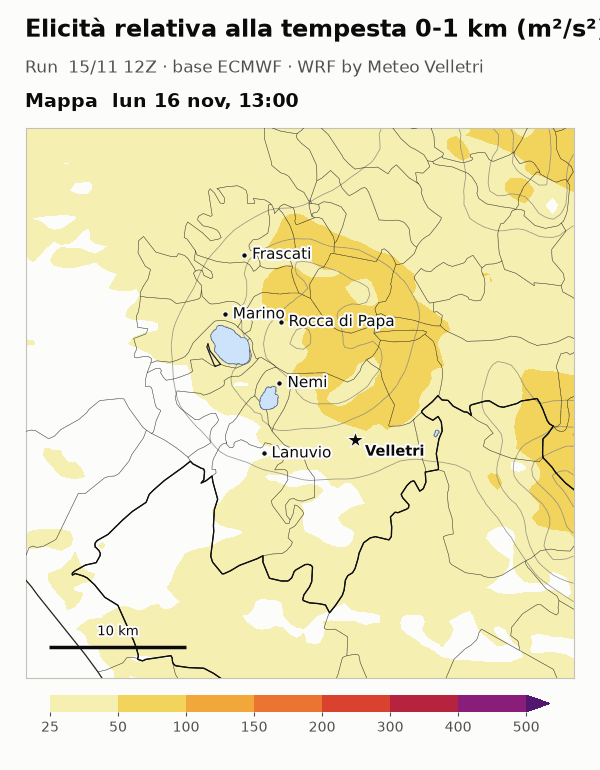 Elicità relativa alla tempesta 0-1 km (m²/s²)
Run  15/11 12Z · base ECMWF · WRF by Meteo Velletri
Mappa  lun 16 nov, 13:00
Frascati
Marino
Rocca di Papa
Nemi
Velletri
Lanuvio
10 km
25 50 100 150 200 300 400 500